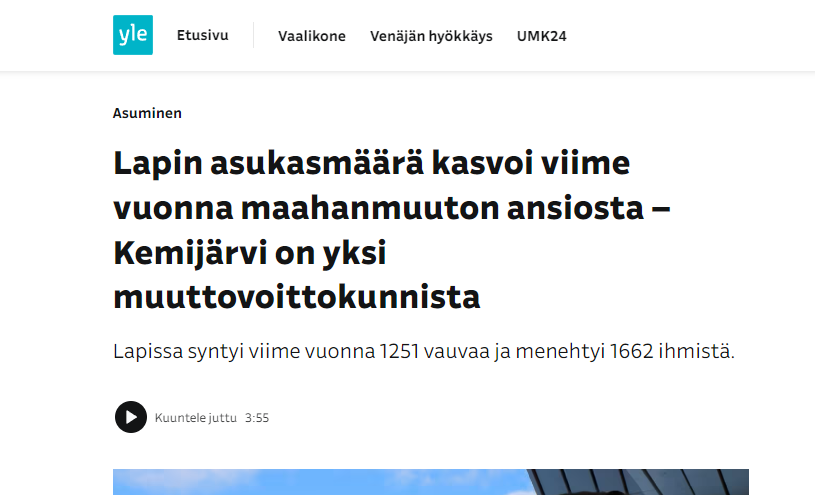 yle
Etusivu
Vaalikone
Venäjän hyökkäys
UMK24
Asuminen
Lapin asukasmäärä kasvoi viime
vuonna maahanmuuton ansiosta –
Kemijärvi on yksi
muuttovoittokunnista
Lapissa syntyi viime vuonna 1251 vauvaa ja menehtyi 1662 ihmistä.
Kuuntele juttu 3:55